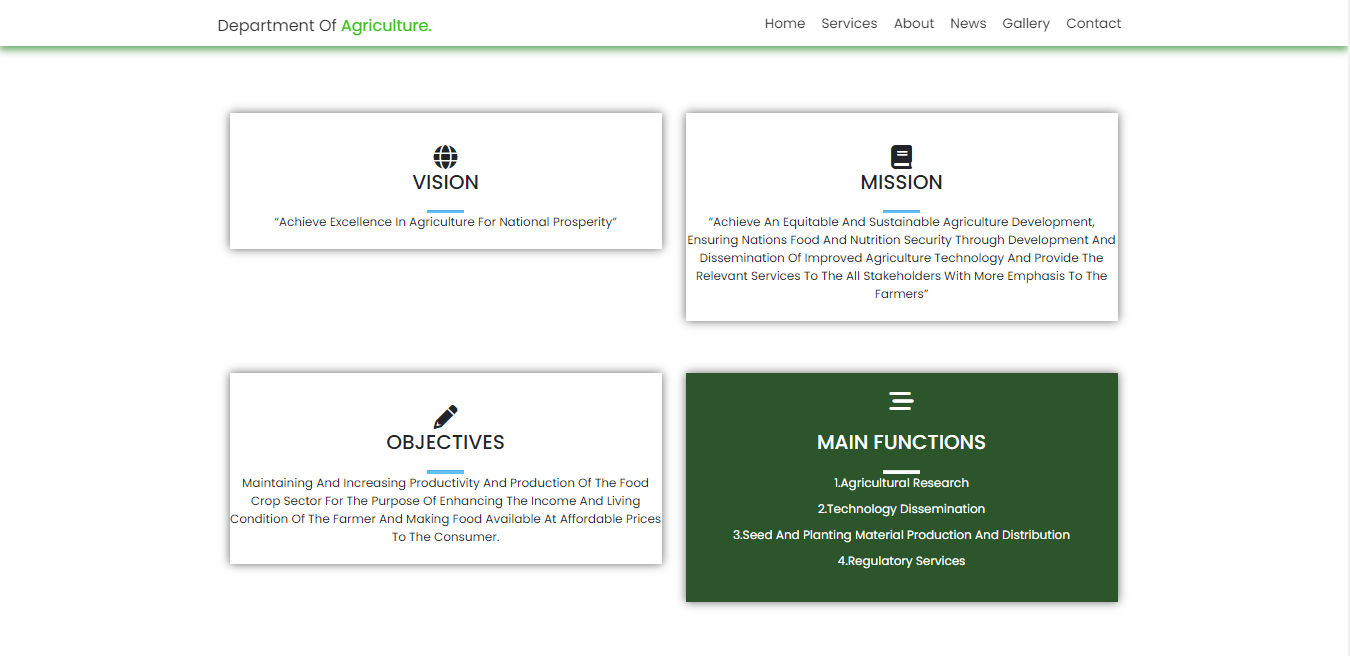 Department Of Agriculture.
Home Services About News Gallery Contact
VISION
“Achieve Excellence In Agriculture For National Prosperity”
MISSION
“Achieve An Equitable And Sustainable Agriculture Development,
Ensuring Nations Food And Nutrition Security Through Development And
Dissemination Of Improved Agriculture Technology And Provide The
Relevant Services To The All Stakeholders With More Emphasis To The
Farmers”
OBJECTIVES
Maintaining And Increasing Productivity And Production Of The Food
Crop Sector For The Purpose Of Enhancing The Income And Living
Condition Of The Farmer And Making Food Available At Affordable Prices
To The Consumer.
MAIN FUNCTIONS
1.Agricultural Research
2.Technology Dissemination
3.Seed And Planting Material Production And Distribution
4.Regulatory Services